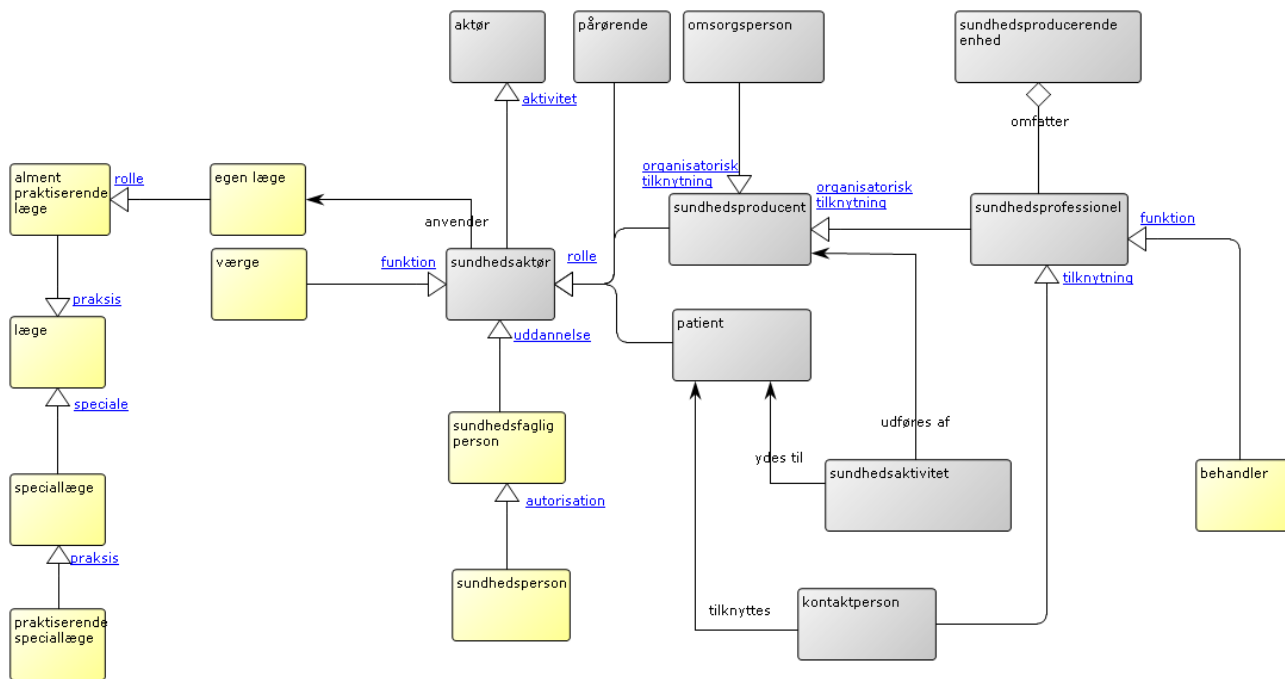 aktør
pårørende
omsorgsperson
sundhedsproducerende
enhed
aktivitet
omfatter
alment
praktiserende
læge
rolle
egen læge
organisatorisk
tilknytning
organisatorisk
tilknytning
sundhedsproducent
sundhedsprofessionel
funktion
anvender
værge
funktion
sundhedsaktør
rolle
tilknytning
praksis
læge
uddannelse
patient
speciale
sundhedsfaglig
person
udføres af
ydes til
sundhedsaktivitet
speciallæge
behandler
autorisation
praksis
sundhedsperson
kontaktperson
tilknyttes
praktiserende
speciallæge